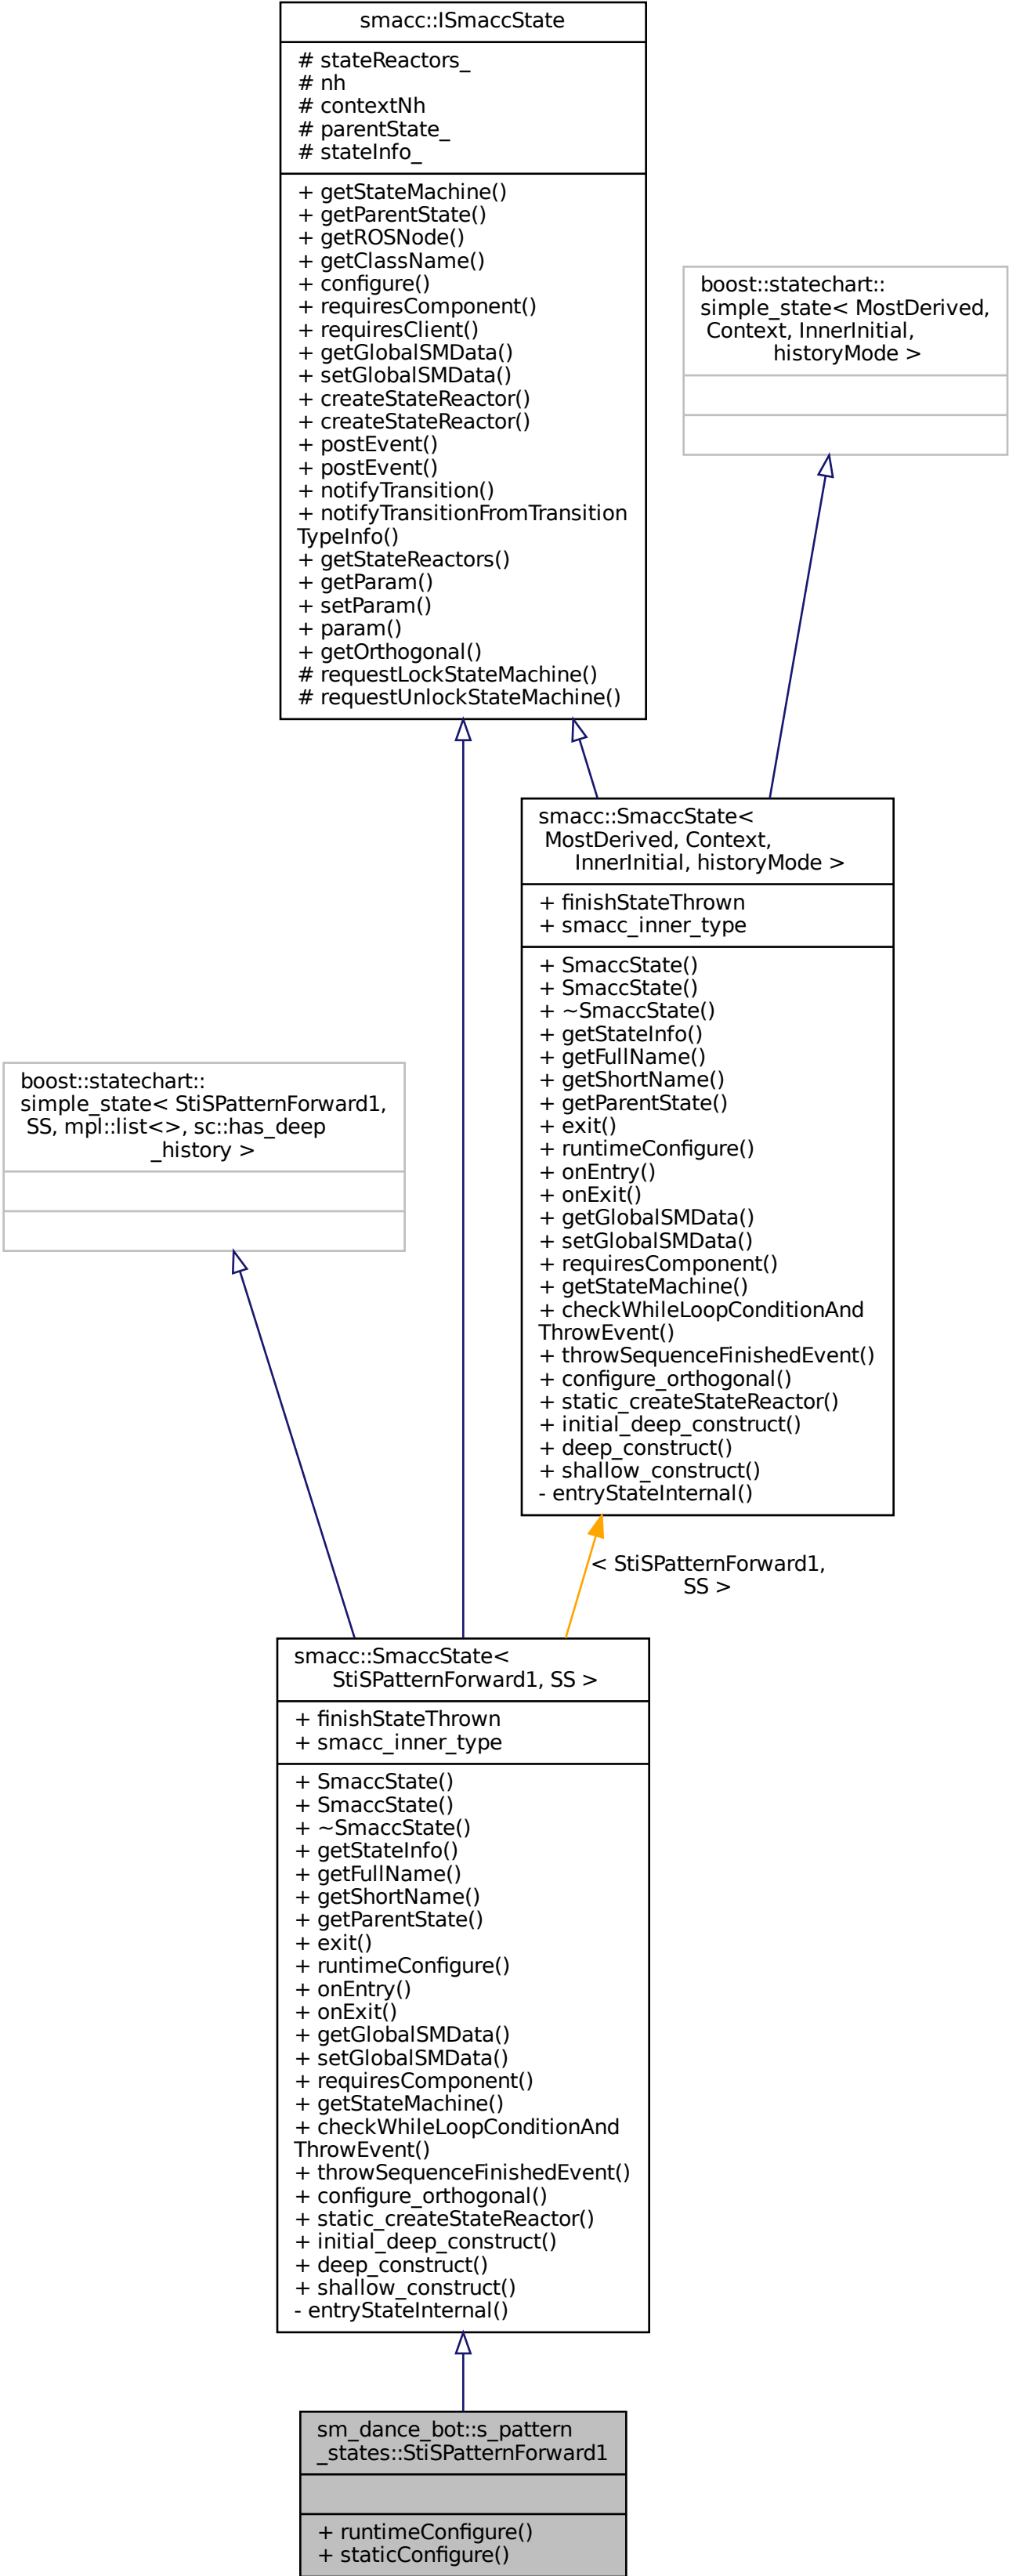 smacc::ISmaccState
# stateReactors_
# nh
# contextNh
# parentState_
# stateInfo_
+ getStateMachine()
+ getParentState()
+ getROSNode()
+ getClassName()
+ configure()
+ requiresComponent()
+ requiresClient()
+ getGlobalSMData()
+ setGlobalSMData()
+ createStateReactor()
+ createStateReactor()
+ postEvent()
+ postEvent()
+ notifyTransition()
+ notifyTransitionFromTransition
TypeInfo()
+ getStateReactors()
+ getParam()
+ setParam()
+ param()
+ getOrthogonal()
# requestLockStateMachine()
# requestUnlockStateMachine()
boost::statechart::
simple_state< MostDerived,
Context, InnerInitial,
historyMode >
smacc::SmaccState<
MostDerived, Context,
InnerInitial, historyMode >
+ finishStateThrown
+ smacc_inner_type
+ SmaccState()
+ SmaccState()
+ ~SmaccState()
+ getStateInfo()
+ getFullName()
+ getShortName()
+ getParentState()
+ exit()
+ runtimeConfigure()
+ onEntry()
+ onExit()
+ getGlobalSMData()
+ setGlobalSMData()
+ requiresComponent()
+ getStateMachine()
+ checkWhileLoopConditionAnd
ThrowEvent()
+ throwSequenceFinishedEvent()
+ configure_orthogonal()
+ static_createStateReactor()
+ initial_deep_construct()
+ deep_construct()
+ shallow_construct()
- entryStateInternal()
boost::statechart::
simple_state< StiSPatternForward1,
SS, mpl::list<>, sc::has_deep
_history >
< StiSPatternForward1,
SS >
smacc::SmaccState<
StiSPatternForward1, SS >
+ finishStateThrown
+ smacc_inner_type
+ SmaccState()
+ SmaccState()
+ ~SmaccState()
+ getStateInfo()
+ getFullName()
+ getShortName()
+ getParentState()
+ exit()
+ runtimeConfigure()
+ onEntry()
+ onExit()
+ getGlobalSMData()
+ setGlobalSMData()
+ requiresComponent()
+ getStateMachine()
+ checkWhileLoopConditionAnd
ThrowEvent()
+ throwSequenceFinishedEvent()
+ configure_orthogonal()
+ static_createStateReactor()
+ initial_deep_construct()
+ deep_construct()
+ shallow_construct()
- entryStateInternal()
sm_dance_bot::s_pattern
_states::StiSPatternForward1
+ runtimeConfigure()
+ staticConfigure()